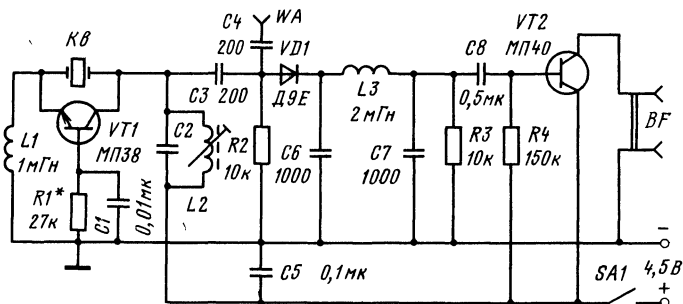 Кв
VT1
МП38
L1
1мГн
R1*
27к
C1
C2
0,01мк
L2
C3
200
C4
200
WA
VD1
Д9Е
R2
10к
C6
1000
L3
2мГн
C7
1000
C8
0,5мк
R3
10к
R4
150к
VT2
МП40
BF
C5
0,1мк
SA1
4,5В
−
+